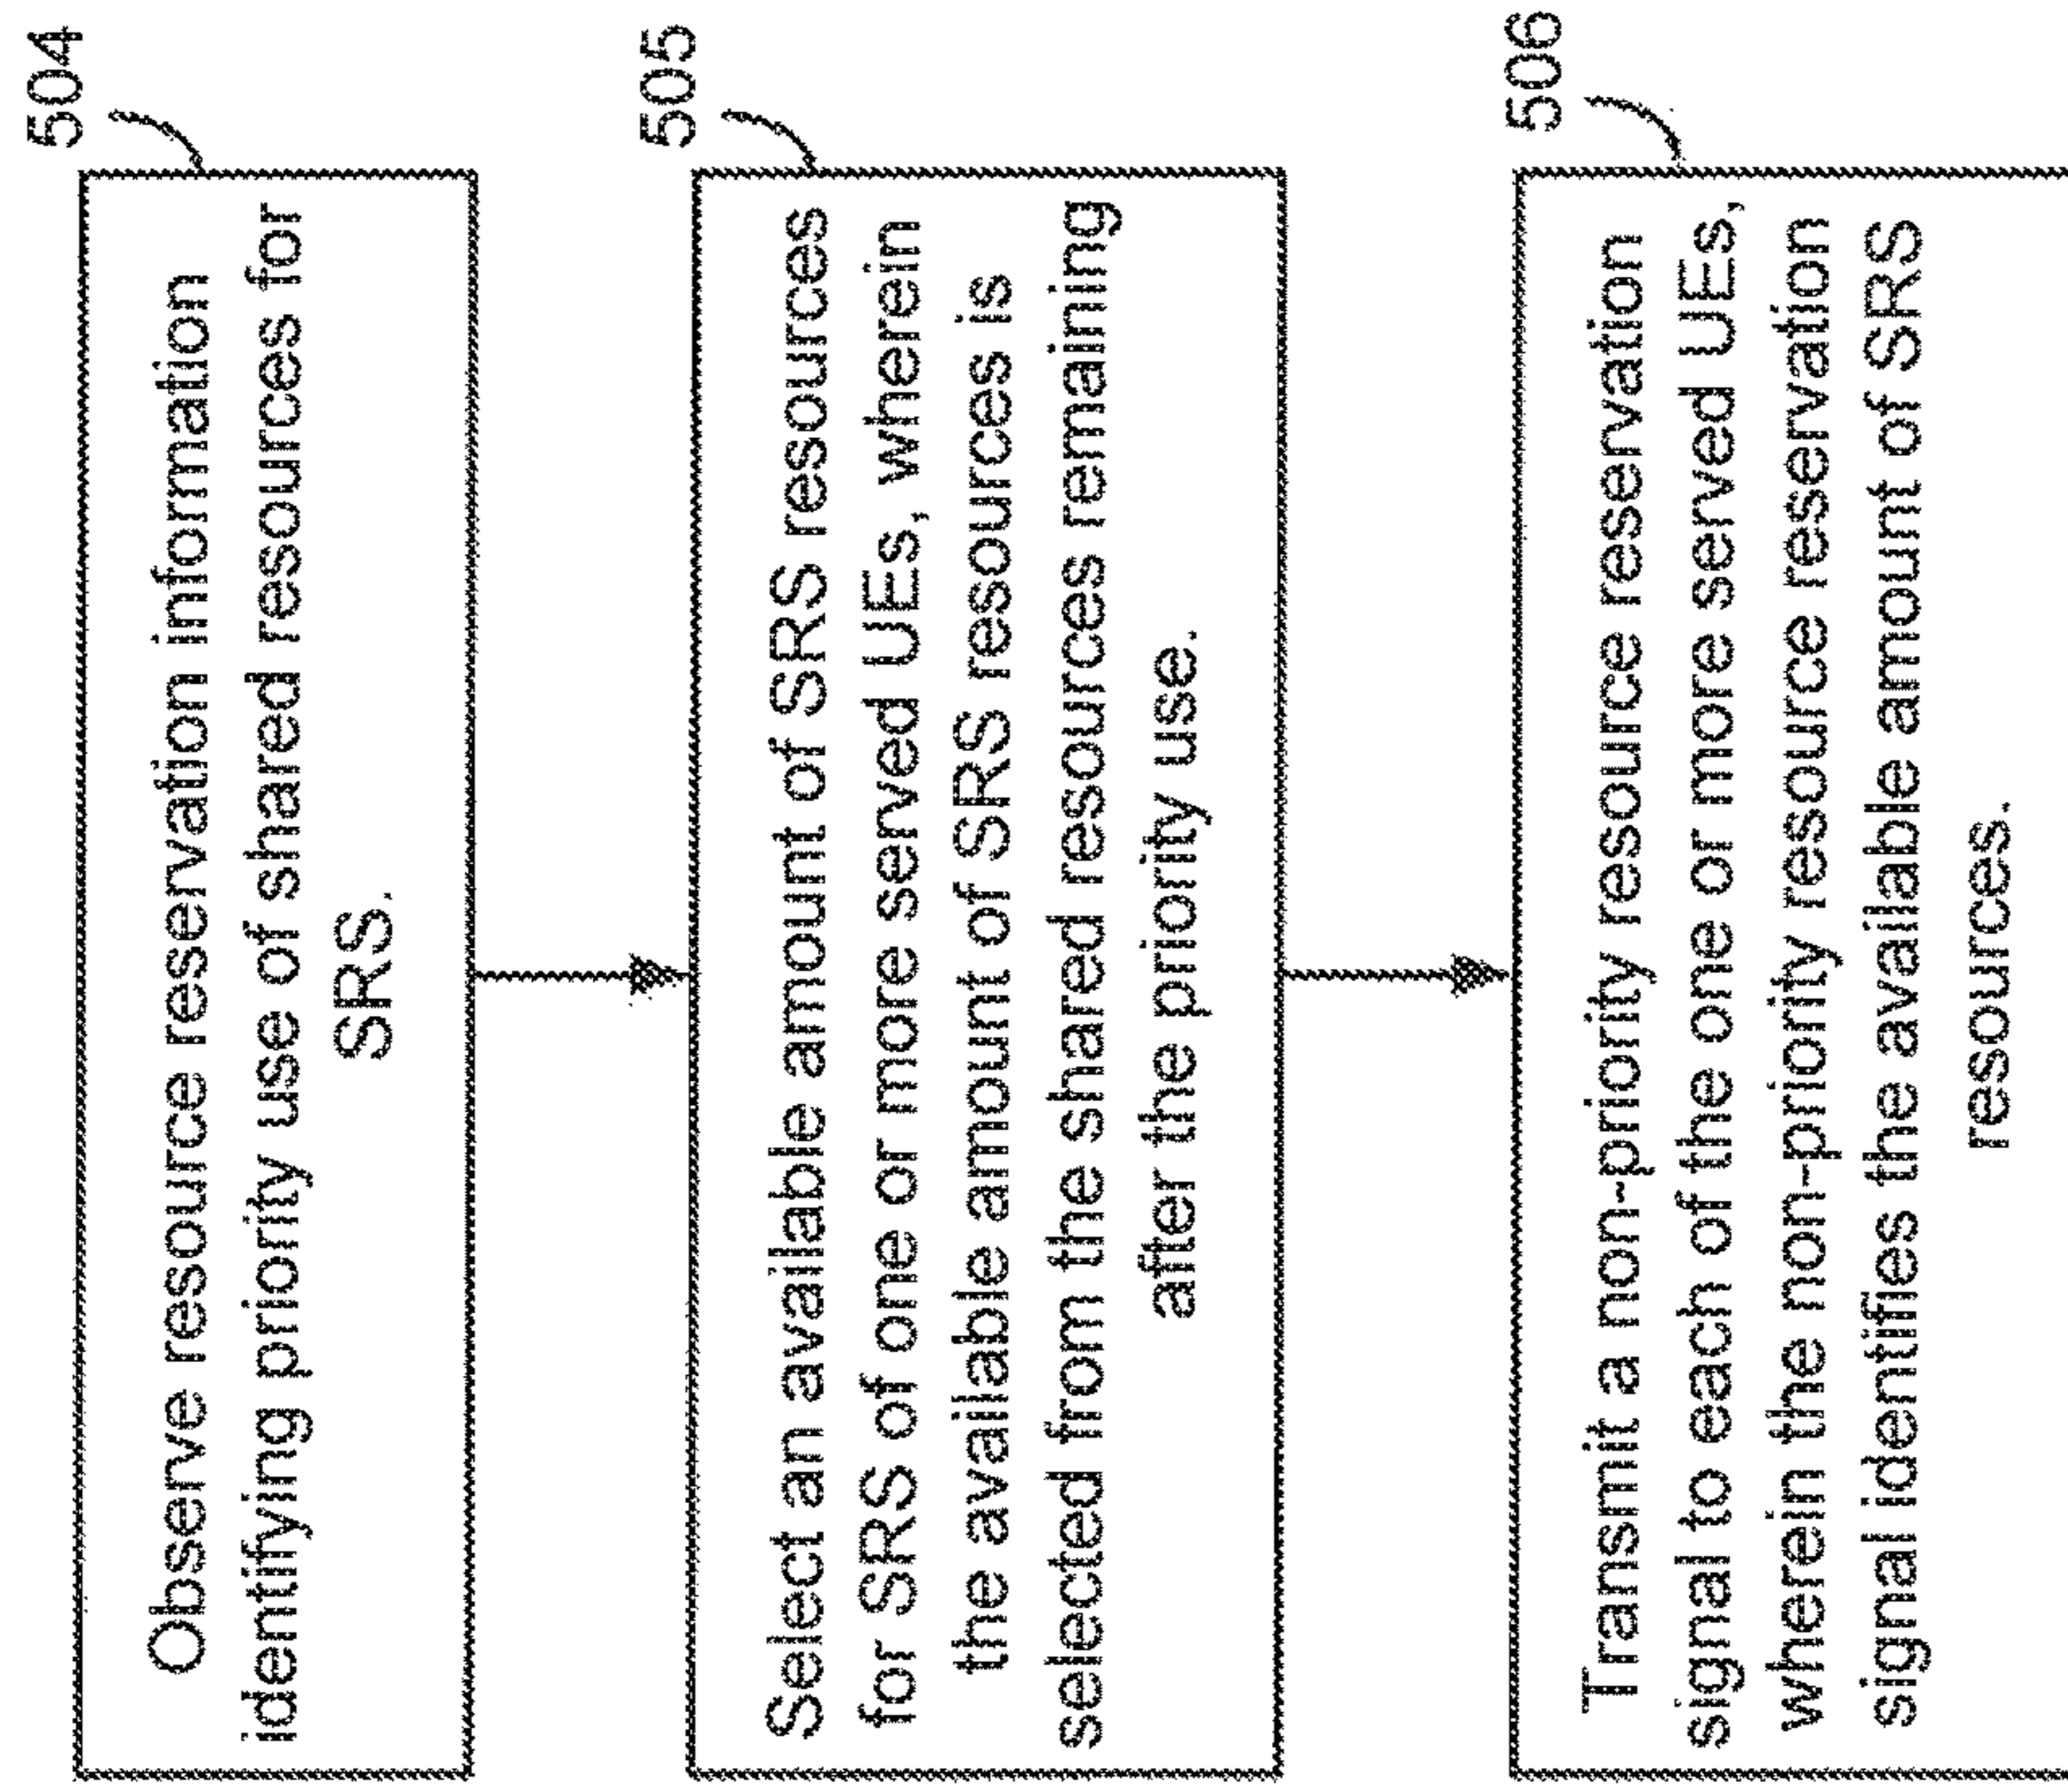 504
Observe resource reservation information
identifying priority use of shared resources for
SRS.
505
Select an available amount of SRS resources
for SRS of one or more served UEs, wherein
the available amount of SRS resources is
selected from the shared resources remaining
after the priority use.
506
Transmit a non-priority resource reservation
signal to each of the one or more served UEs,
wherein the non-priority resource reservation
signal identifies the available amount of SRS
resources.